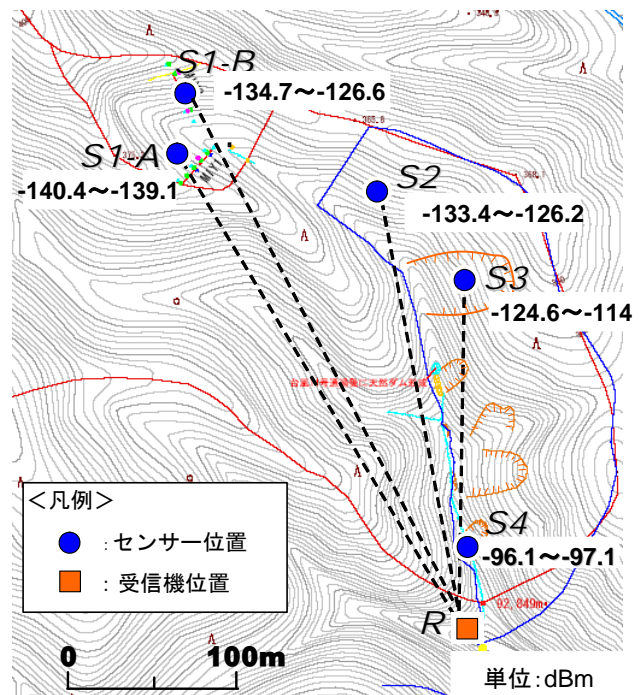 S1-B
-134.7～-126.6
S1-A
-140.4～-139.1
S2
-133.4～-126.2
S3
-124.6～-114
S4
-96.1～-97.1
92.849m
R
＜凡例＞
：センサー位置
：受信機位置
0 100m
単位：dBm